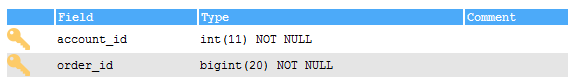 Field Type Comment
account_id int(11) NOT NULL
order_id bigint(20) NOT NULL